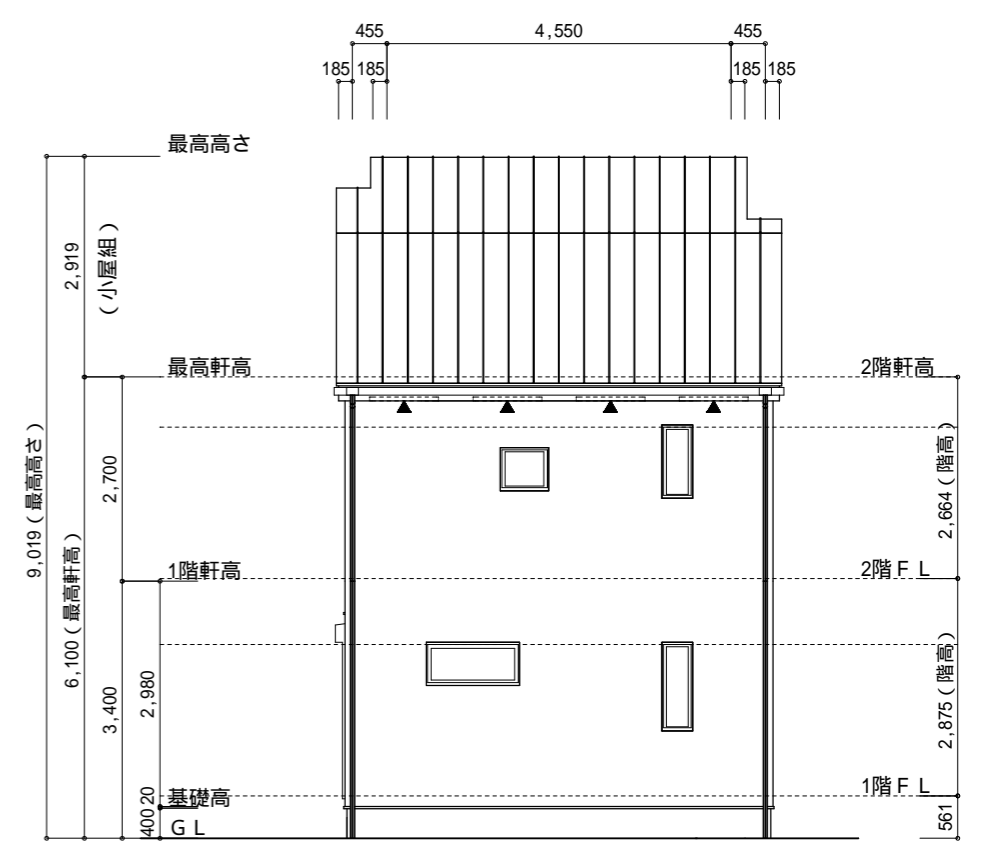 455 4,550 455
185 185 185 185
最高高さ
2,919
(小屋組)
最高軒高
2階軒高
9,019(最高高さ)
6,100(最高軒高)
2,700
2,664(階高)
1階軒高
2階ＦＬ
3,400
2,980
2,875(階高)
1階ＦＬ
20
基礎高
400
ＧＬ
561